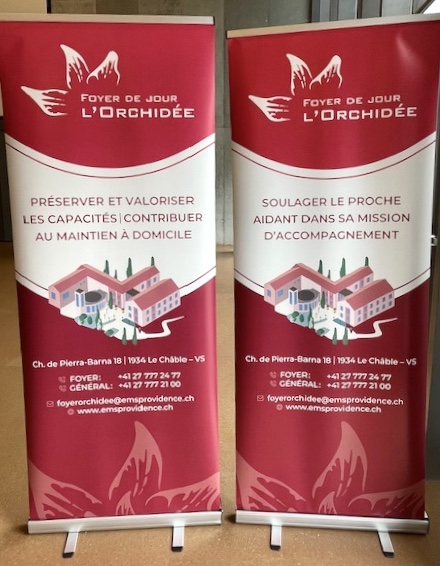 FOYER DE JOUR
L'ORCHIDÉE
PRÉSERVER ET VALORISER
LES CAPACITÉS | CONTRIBUER
AU MAINTIEN À DOMICILE
Ch. de Pierra-Barna 18 | 1934 Le Châble – VS
FOYER: +41 27 777 24 77
GÉNÉRAL: +41 27 777 21 00
foyerorchidee@emsprovidence.ch
www.emsprovidence.ch
FOYER DE JOUR
L'ORCHIDÉE
SOULAGER LE PROCHE
AIDANT DANS SA MISSION
D'ACCOMPAGNEMENT
Ch. de Pierra-Barna 18 | 1934 Le Châble – VS
FOYER: +41 27 777 24 77
GÉNÉRAL: +41 27 777 21 00
foyerorchidee@emsprovidence.ch
www.emsprovidence.ch